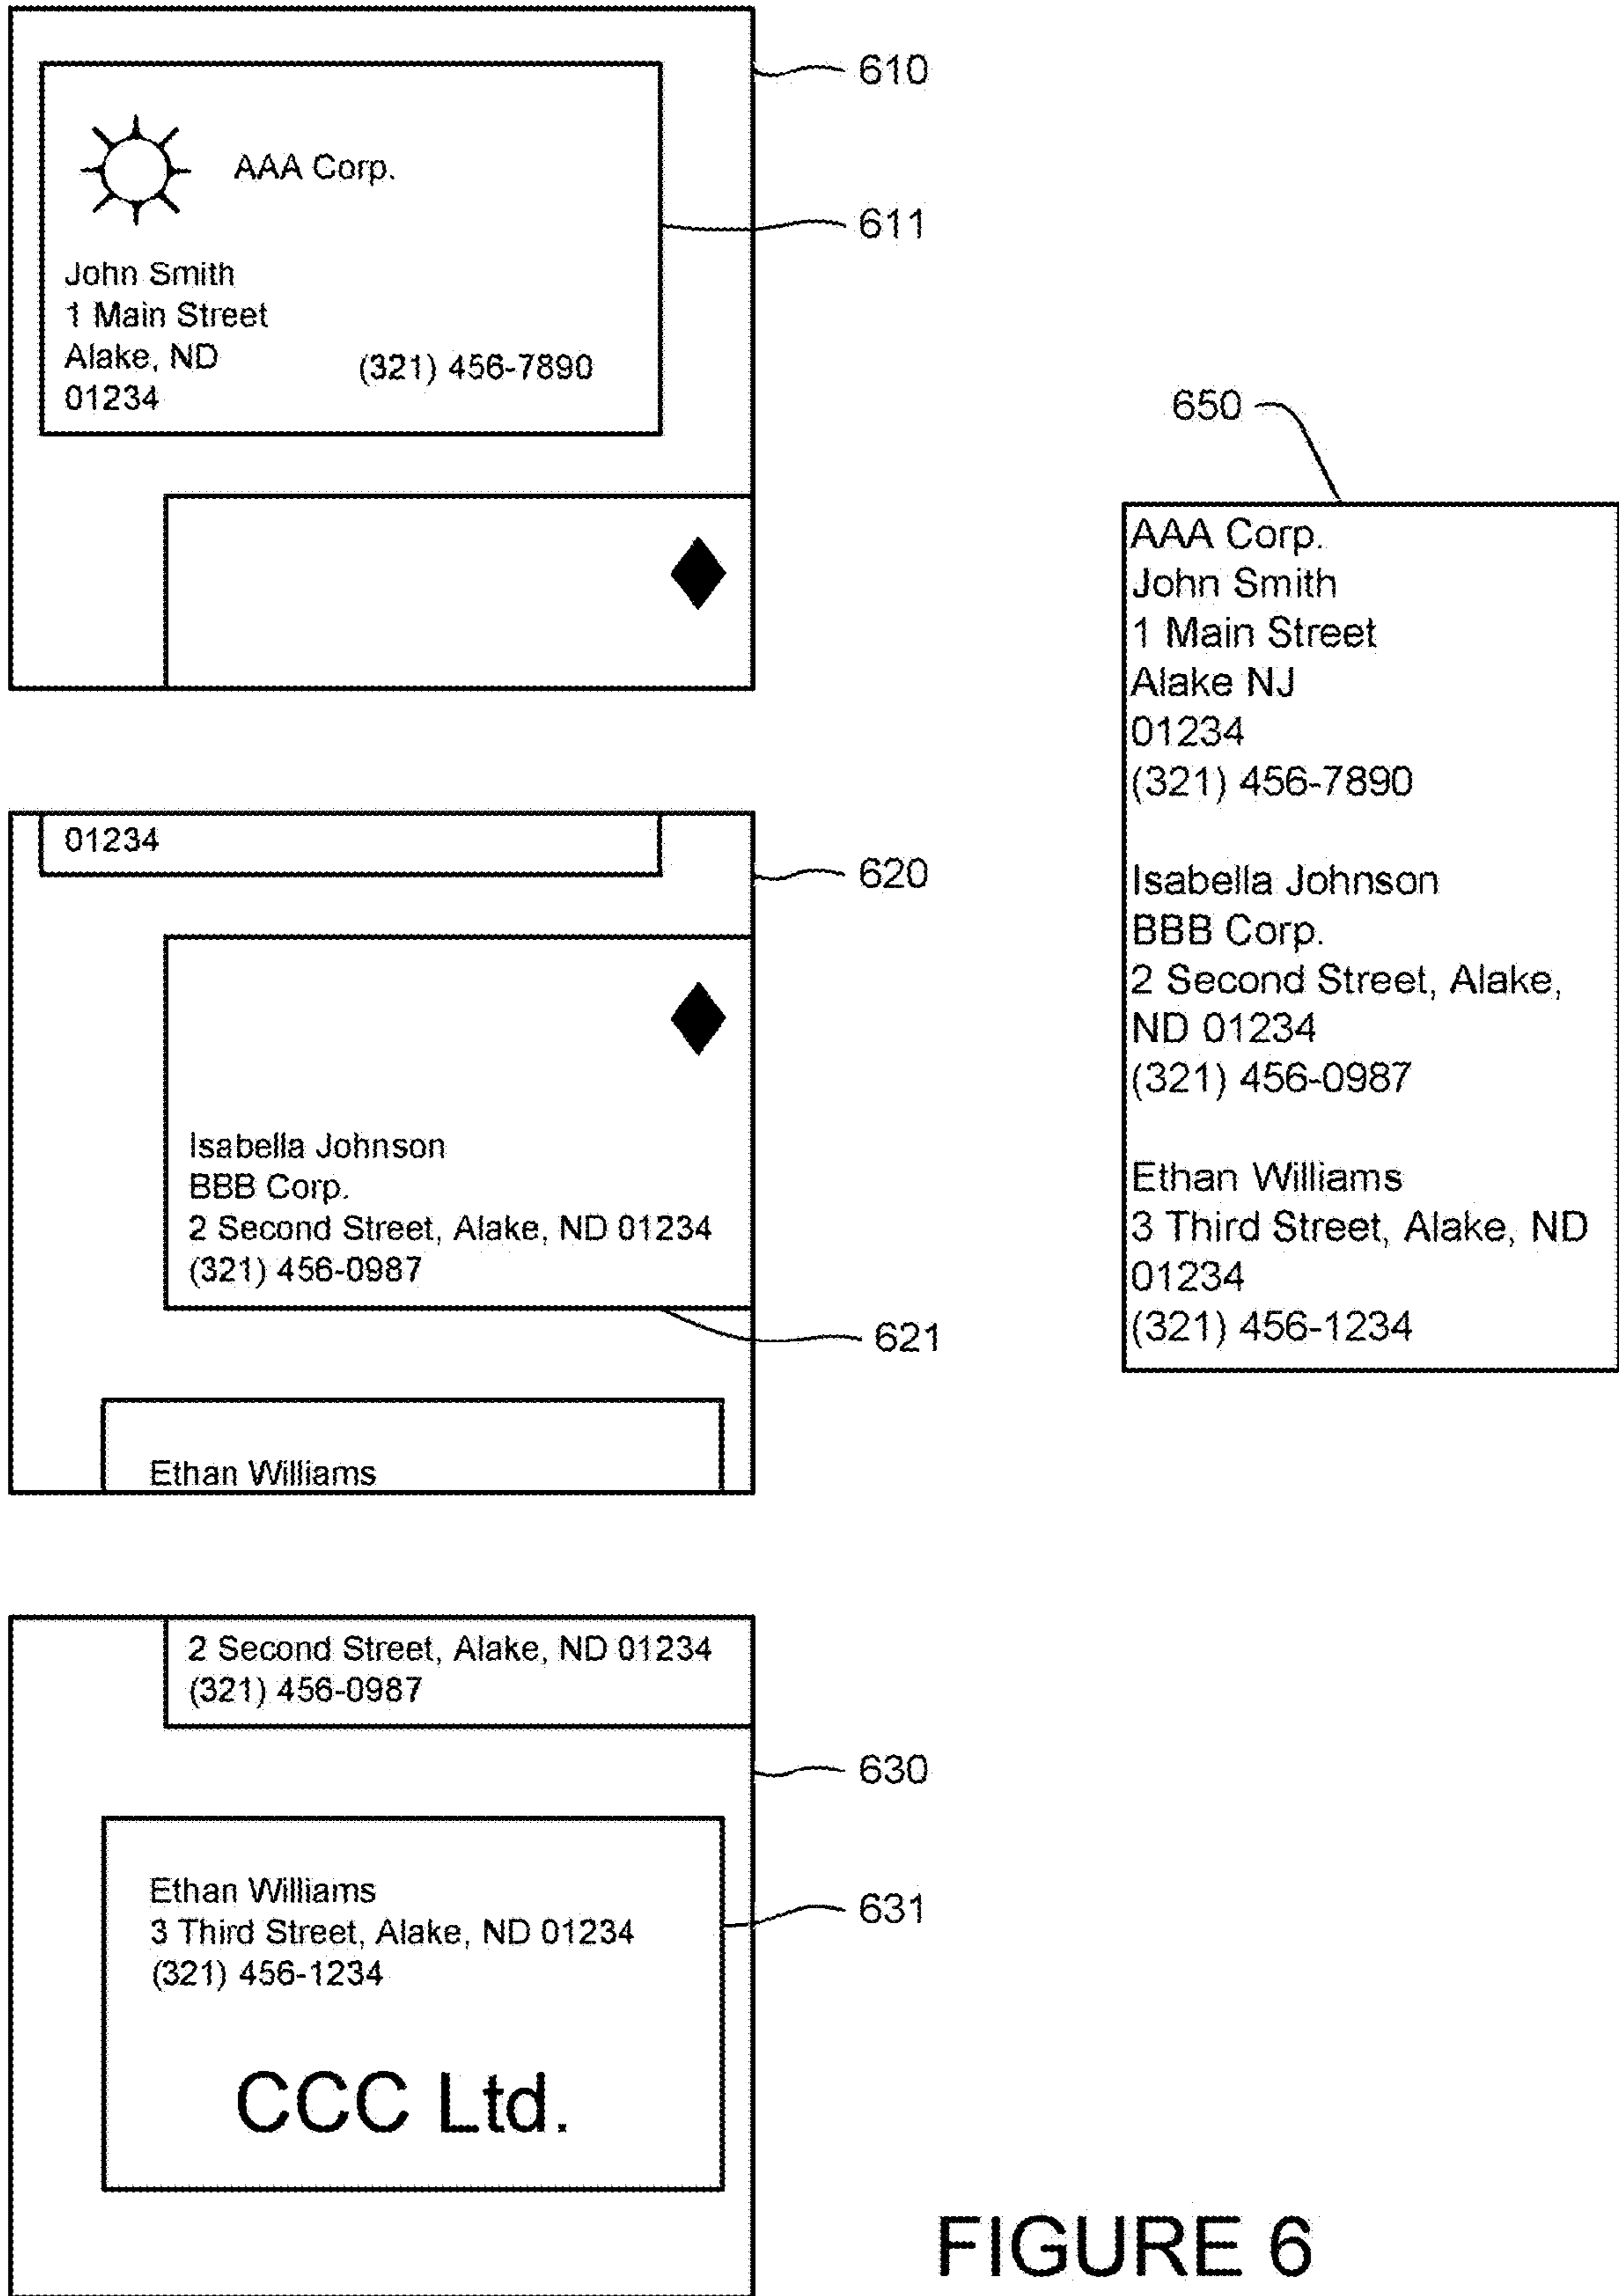 610
AAA Corp.
611
John Smith
1 Main Street
Alake, ND
(321) 456-7890
01234
650
AAA Corp.
John Smith
1 Main Street
Alake NJ
01234
(321) 456-7890
Isabella Johnson
BBB Corp.
2 Second Street, Alake,
ND 01234
(321) 456-0987
Ethan Williams
3 Third Street, Alake, ND
01234
(321) 456-1234
01234
620
Isabella Johnson
BBB Corp.
2 Second Street, Alake, ND 01234
(321) 456-0987
621
Ethan Williams
2 Second Street, Alake, ND 01234
(321) 456-0987
630
Ethan Williams
3 Third Street, Alake, ND 01234
(321) 456-1234
631
CCC Ltd.
FIGURE 6